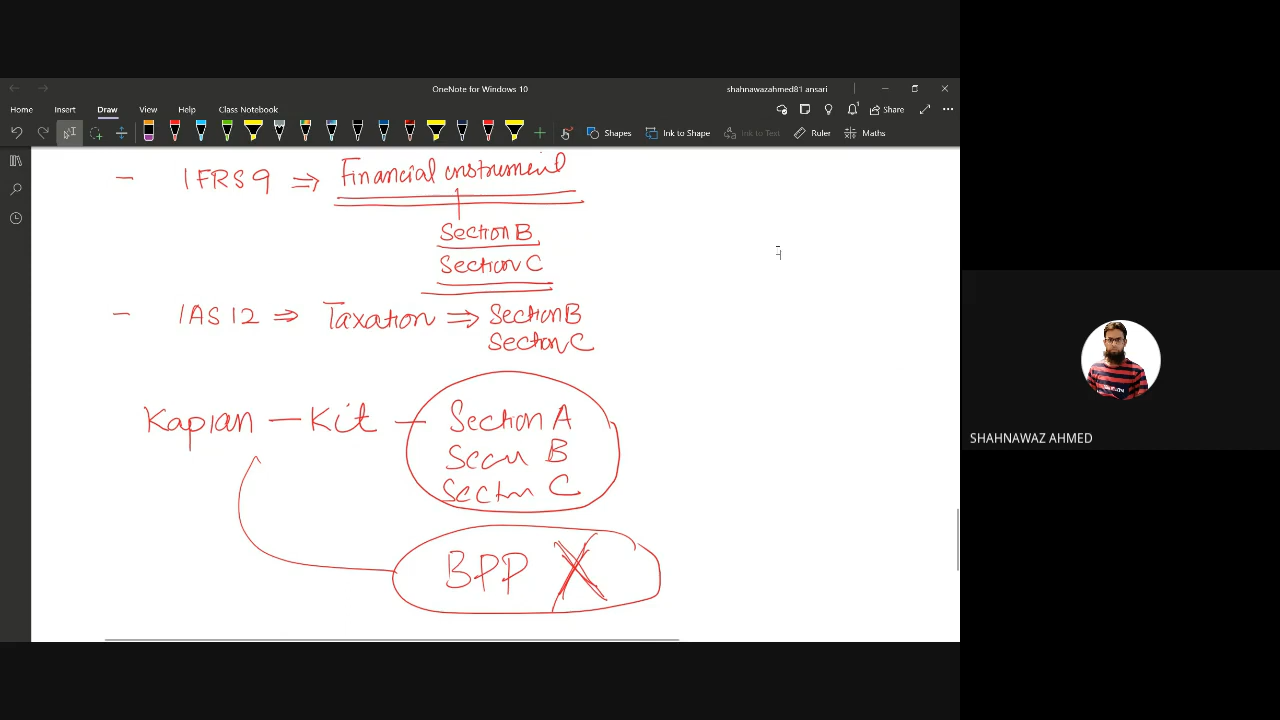 OneNote for Windows 10
shahnawazahmed81 ansari
Home Insert Draw View Help Class Notebook
Share
Shapes Ink to Shape Ink to Text Ruler Maths
- IFRS 9 ⇒ Financial instrument
Section B
Section C
- IAS 12 ⇒ Taxation ⇒ Section B
Section C
Kaplan - Kit - Section A
Secn B
Sectn C
BPP X
SHAHNAWAZ AHMED